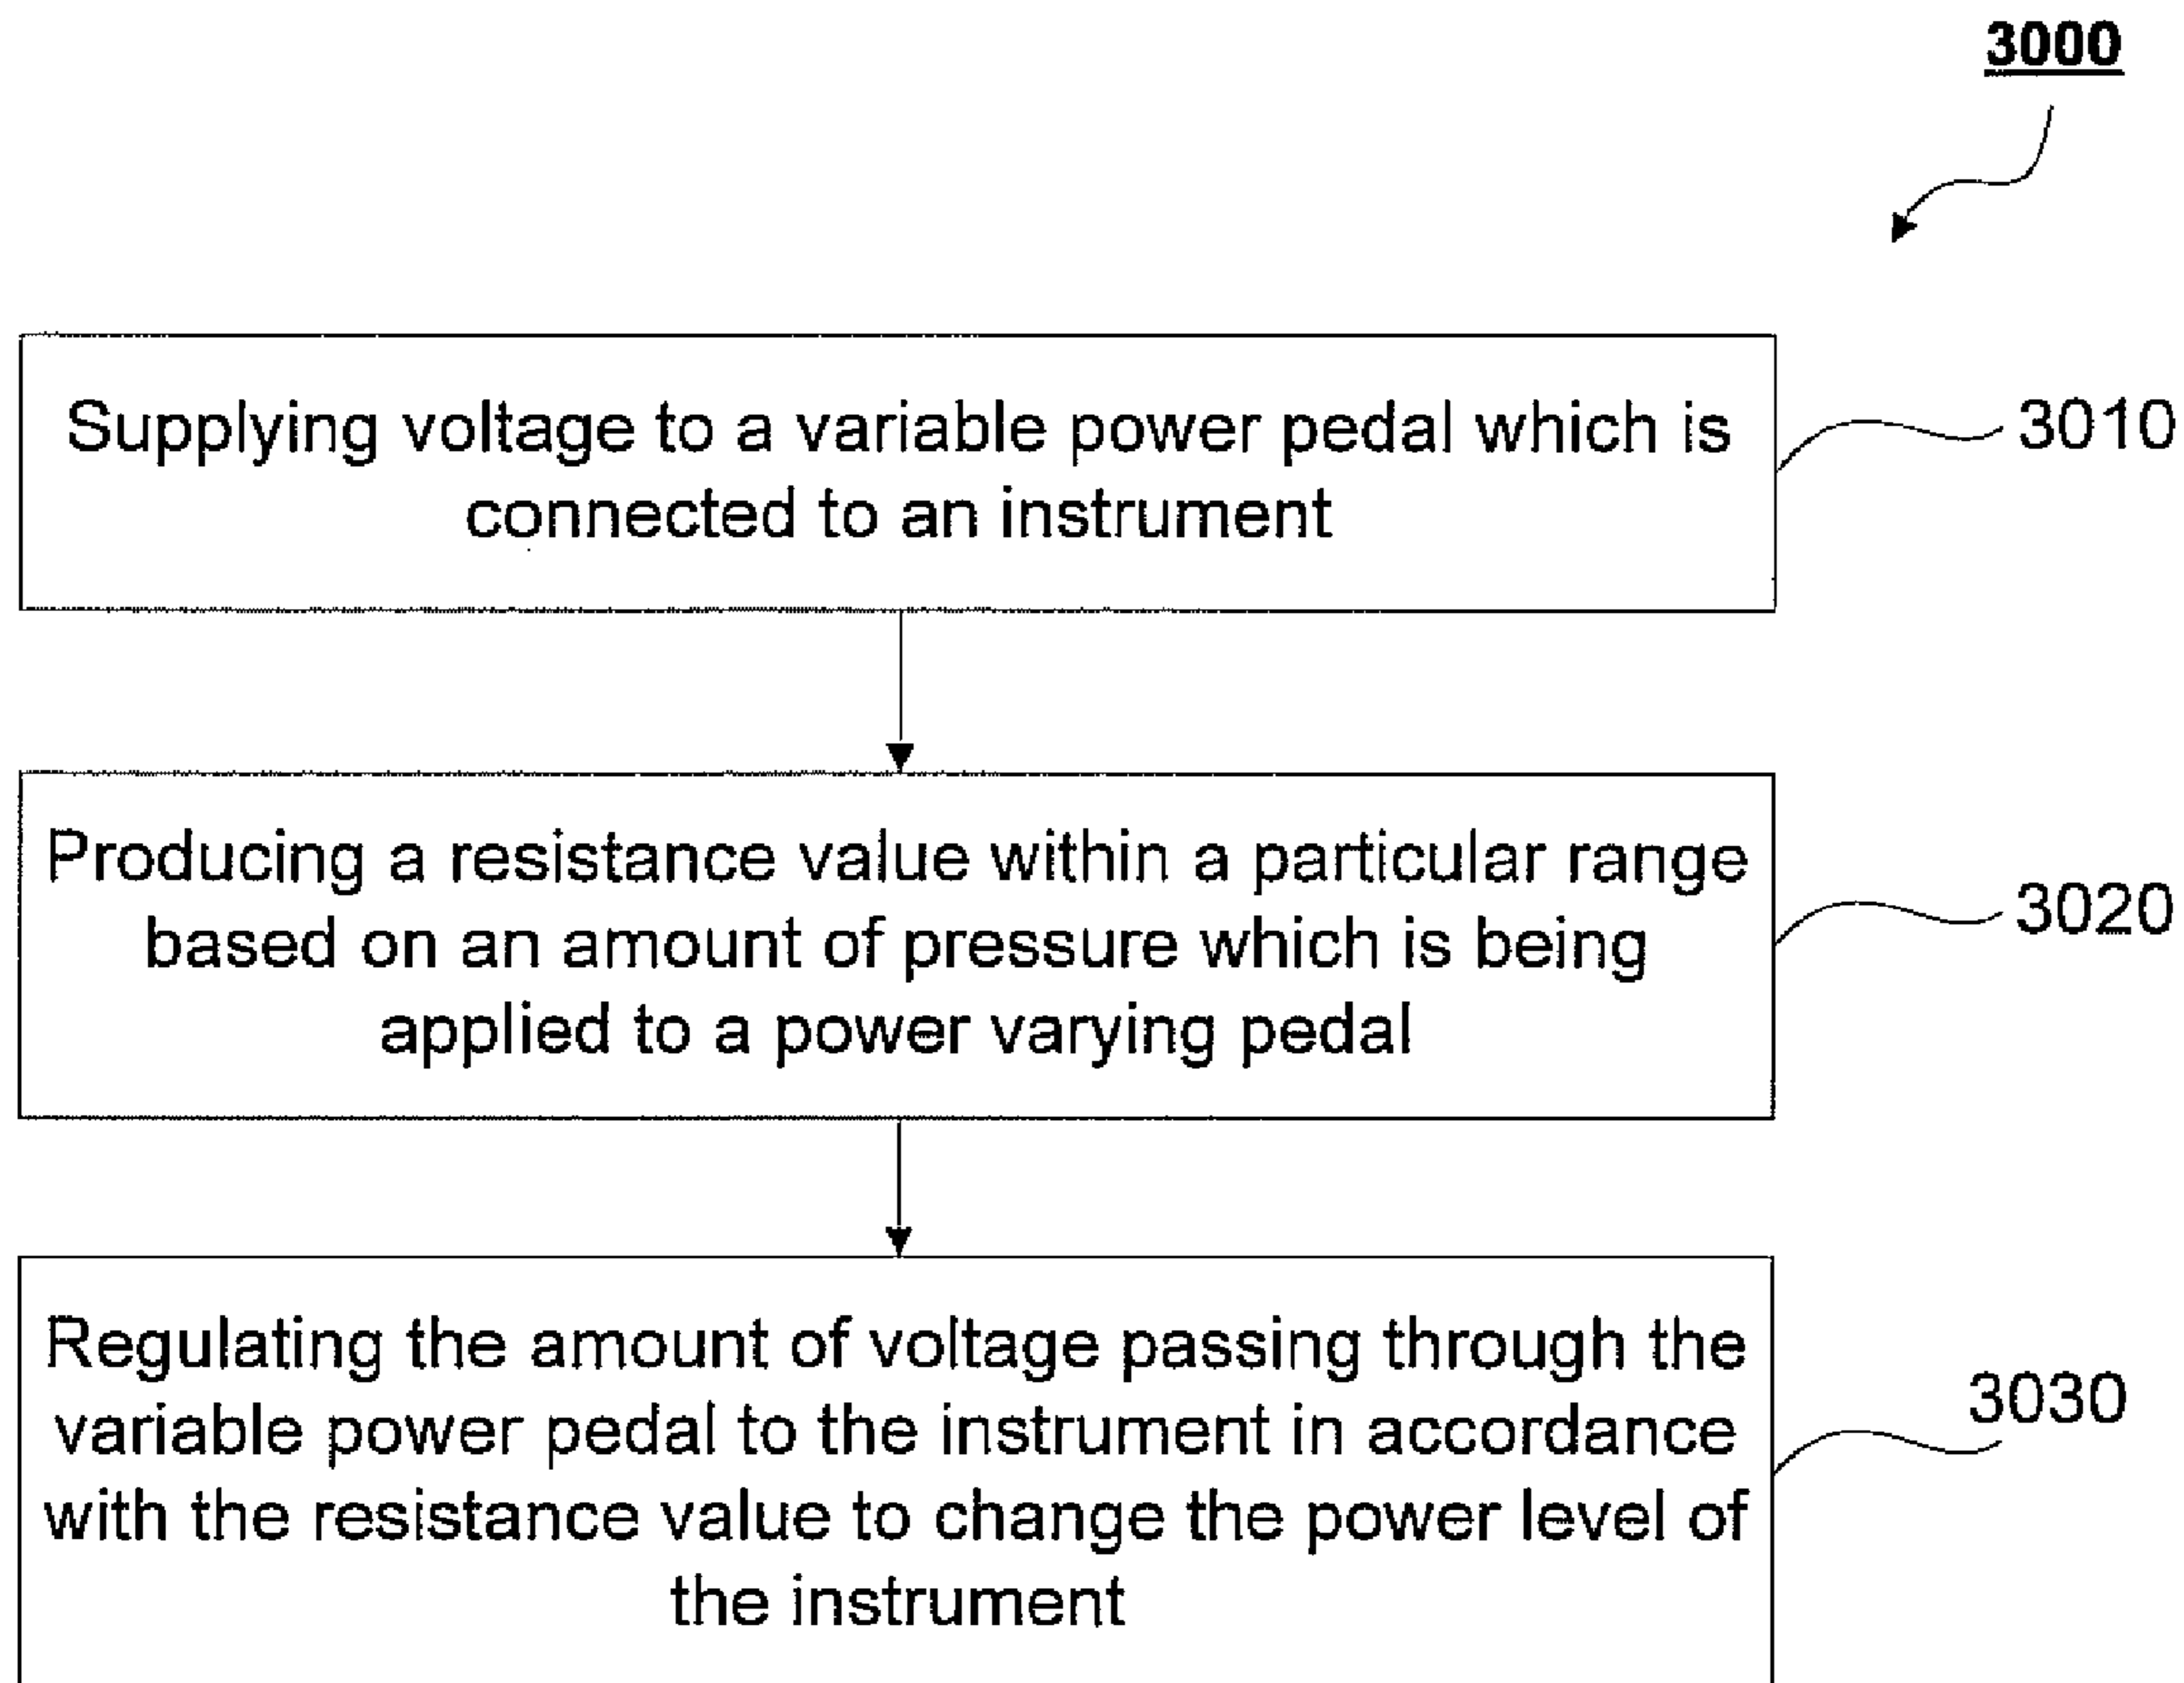 3000
Supplying voltage to a variable power pedal which is
connected to an instrument
3010
Producing a resistance value within a particular range
based on an amount of pressure which is being
applied to a power varying pedal
3020
Regulating the amount of voltage passing through the
variable power pedal to the instrument in accordance
with the resistance value to change the power level of
the instrument
3030